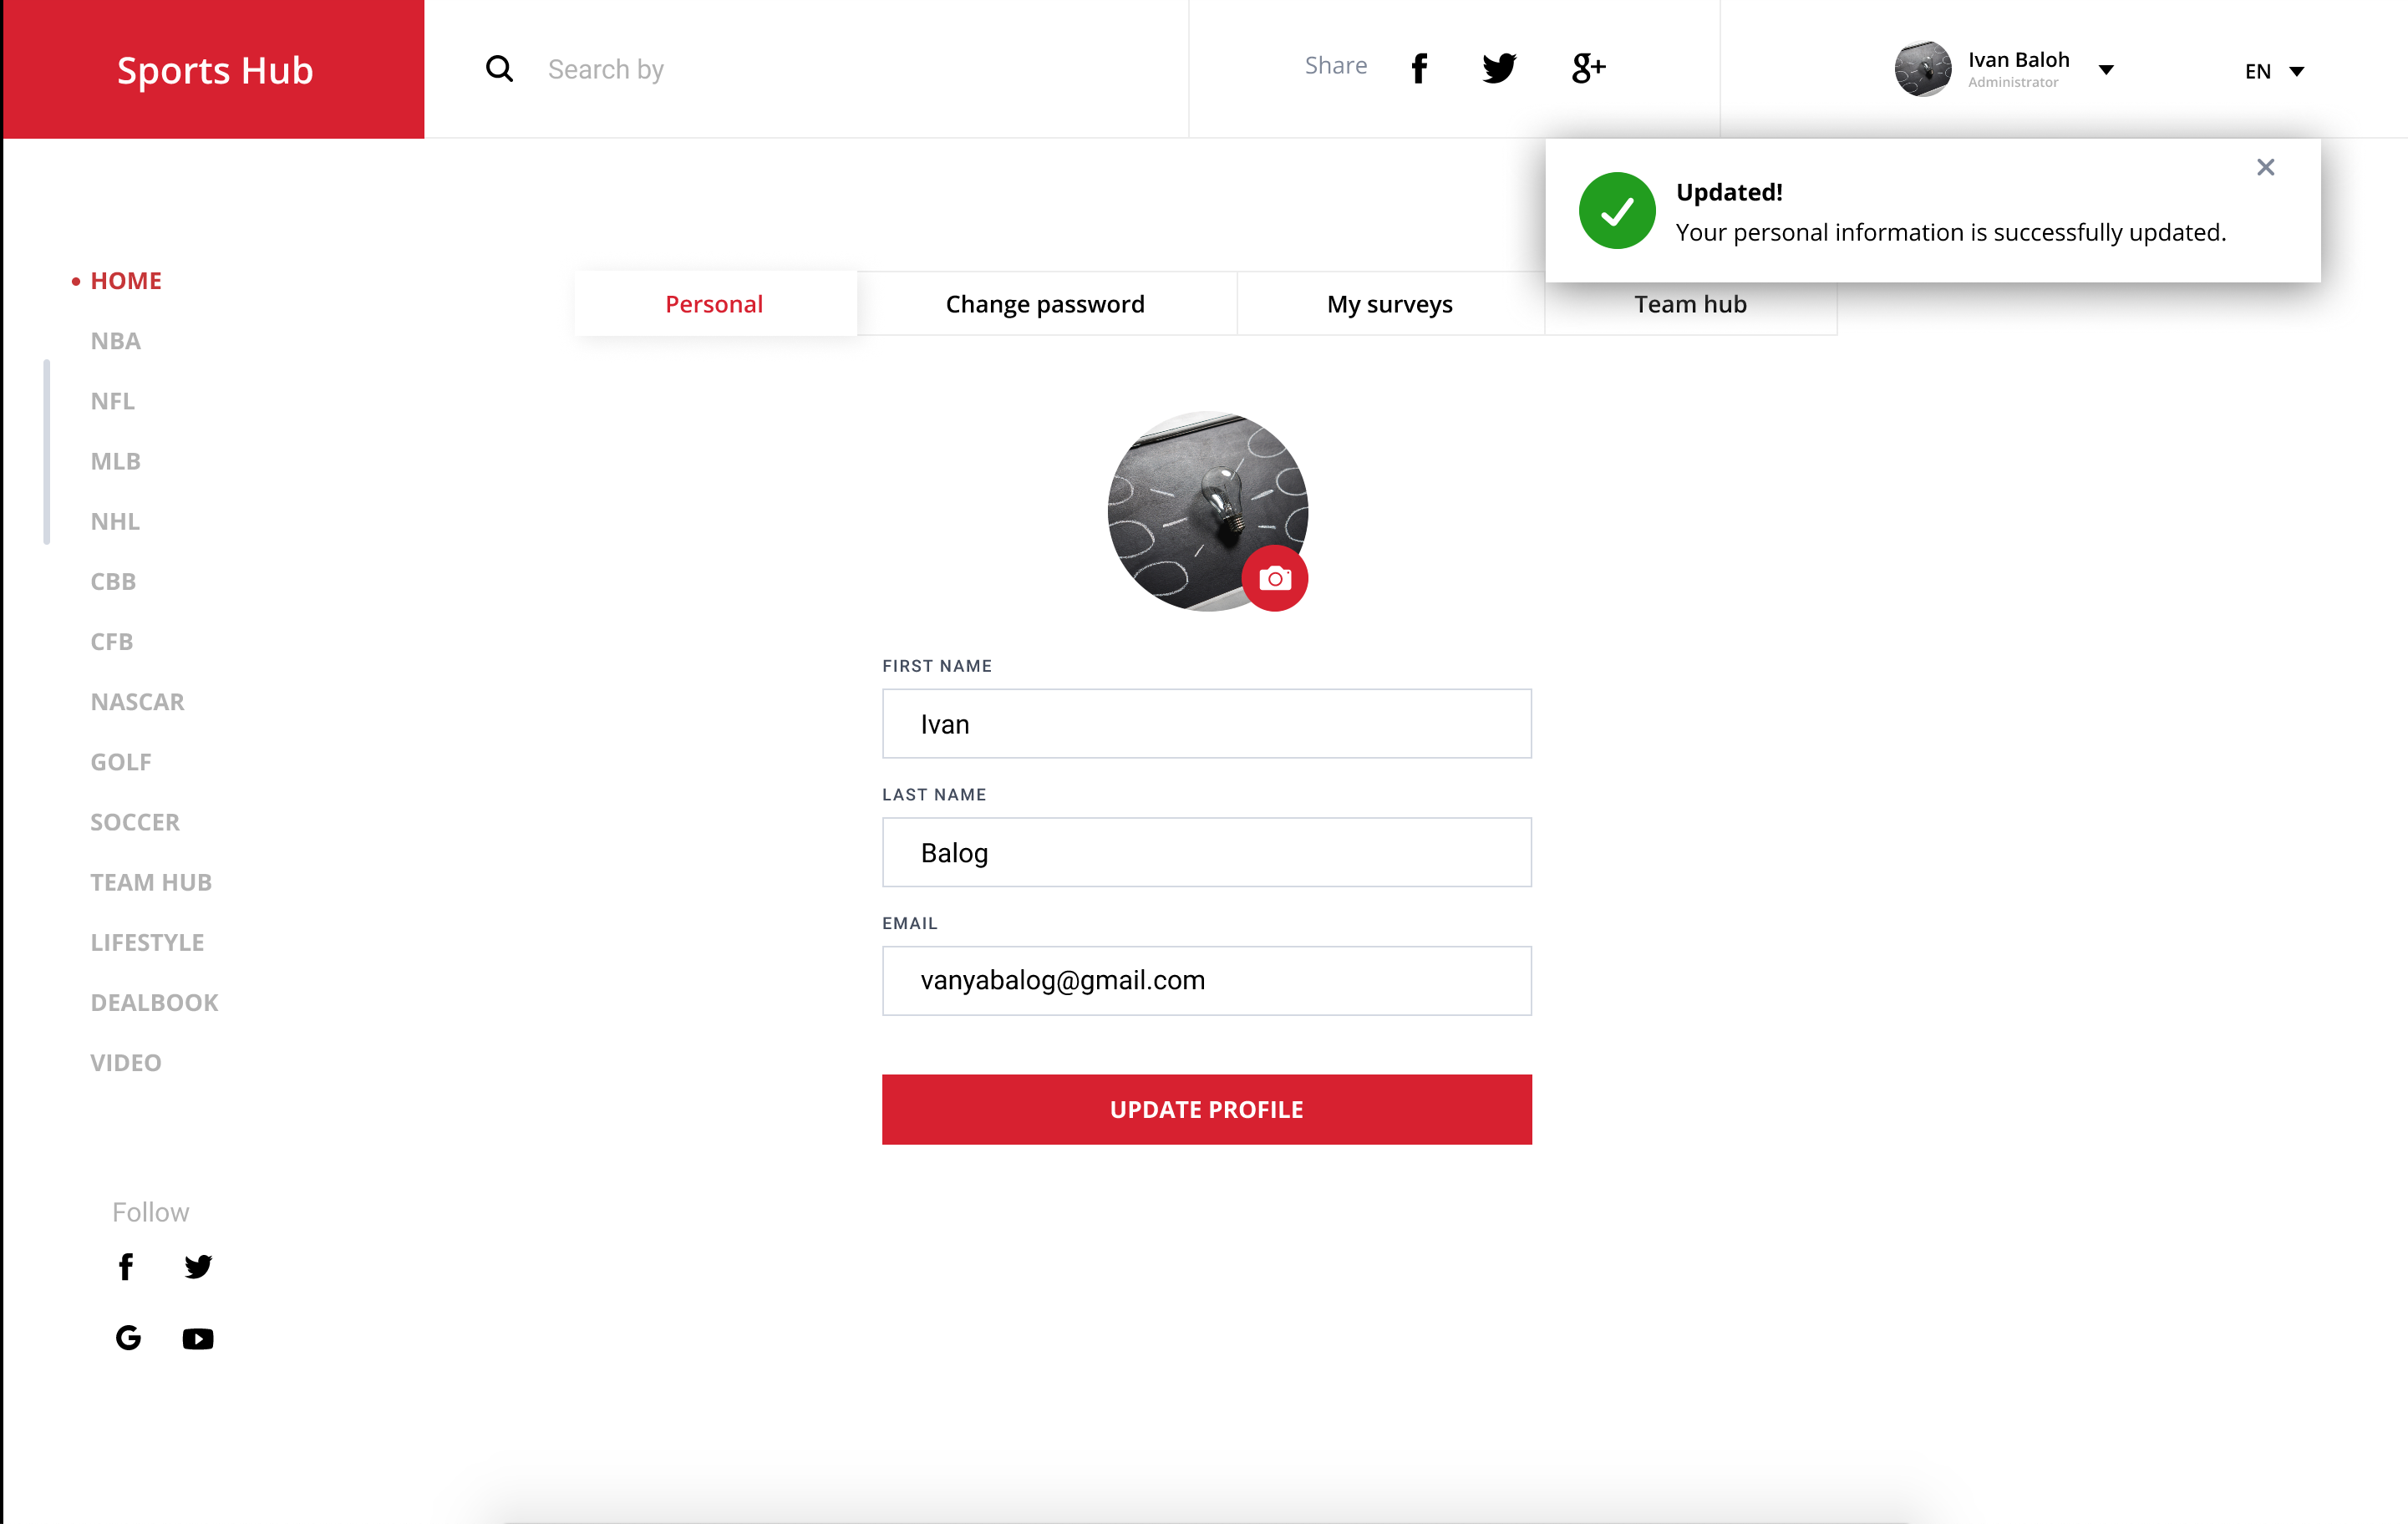 Sports Hub
Search by
Share
Ivan Baloh
Administrator
EN
Updated!
Your personal information is successfully updated.
HOME
NBA
NFL
MLB
NHL
CBB
CFB
NASCAR
GOLF
SOCCER
TEAM HUB
LIFESTYLE
DEALBOOK
VIDEO
Follow
Personal
Change password
My surveys
Team hub
FIRST NAME
Ivan
LAST NAME
Balog
EMAIL
vanyabalog@gmail.com
UPDATE PROFILE